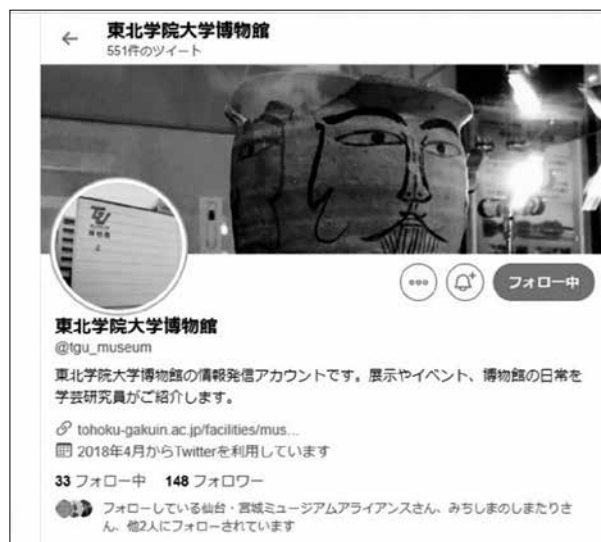 東北学院大学博物館
551件のツイート
フォロー中
東北学院大学博物館
@tgu_museum
東北学院大学博物館の情報発信アカウントです。展示やイベント、博物館の日常を
学芸研究員がご紹介します。
tohoku-gakuin.ac.jp/facilities/mus...
2018年4月からTwitterを利用しています
33 フォロー中 148 フォロワー
フォローしている仙台・宮城ミュージアムアライアンスさん、みちしまのしまたりさ
ん、他2人にフォローされています